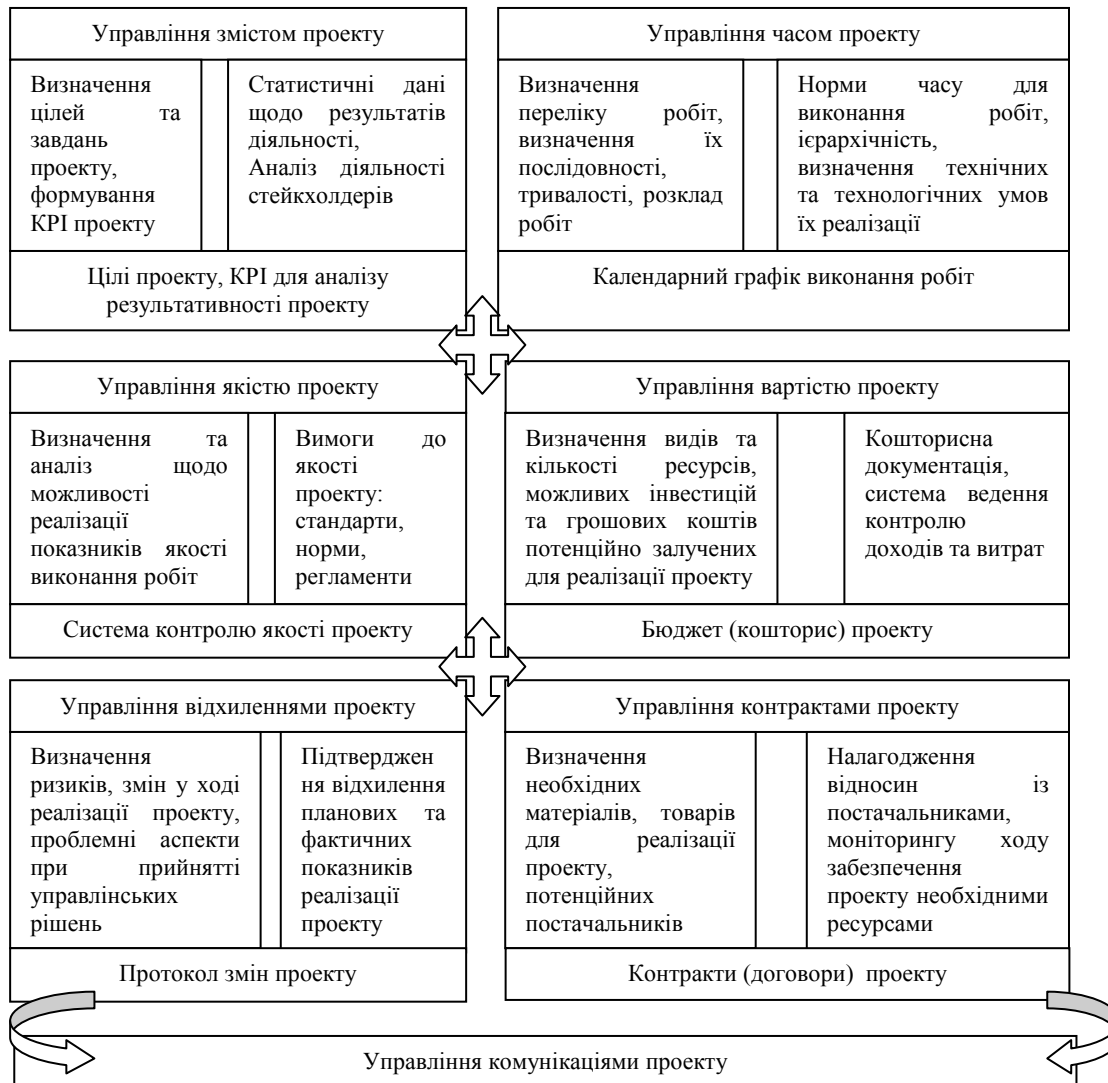 Управління змістом проекту
Визначення
цілей та
завдань
проекту,
формування
KPI проекту
Статистичні дані
щодо результатів
діяльності,
Аналіз діяльності
стейкхолдерів
Цілі проекту, KPI для аналізу
результативності проекту
Управління часом проекту
Визначення
переліку робіт,
визначення їх
послідовності,
тривалості, розклад
робіт
Норми часу для
виконання робіт,
ієрархічність,
визначення технічних
та технологічних умов
їх реалізації
Календарний графік виконання робіт
Управління якістю проекту
Визначення та
аналіз щодо
можливості
реалізації
показників якості
виконання робіт
Вимоги до
якості
проекту:
стандарти,
норми,
регламенти
Система контролю якості проекту
Управління вартістю проекту
Визначення видів та
кількості ресурсів,
можливих інвестицій
та грошових коштів
потенційно залучених
для реалізації проекту
Кошторисна
документація,
система ведення
контролю
доходів та витрат
Бюджет (кошторис) проекту
Управління відхиленнями проекту
Визначення
ризиків, змін у ході
реалізації проекту,
проблемні аспекти
при прийнятті
управлінських
рішень
Підтверджен
ня відхилення
планових та
фактичних
показників
реалізації
проекту
Протокол змін проекту
Управління контрактами проекту
Визначення
необхідних
матеріалів, товарів
для реалізації
проекту,
потенційних
постачальників
Налагодження
відносин із
постачальниками,
моніторингу ходу
забезпечення
проекту необхідними
ресурсами
Контракти (договори) проекту
Управління комунікаціями проекту